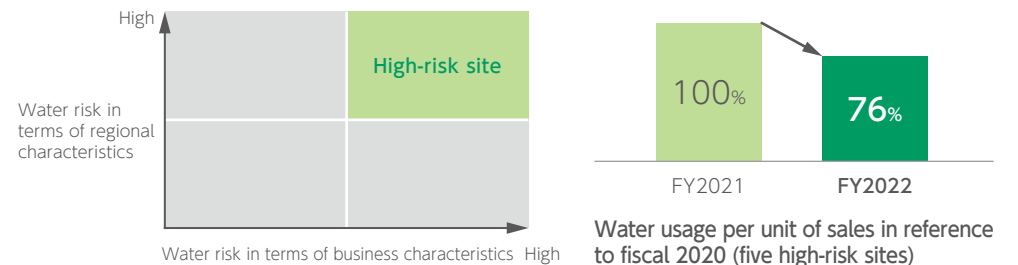 High
High-risk site
Water risk in
terms of regional
characteristics
Water risk in terms of business characteristics High
100%
76%
FY2021
FY2022
Water usage per unit of sales in reference
to fiscal 2020 (five high-risk sites)